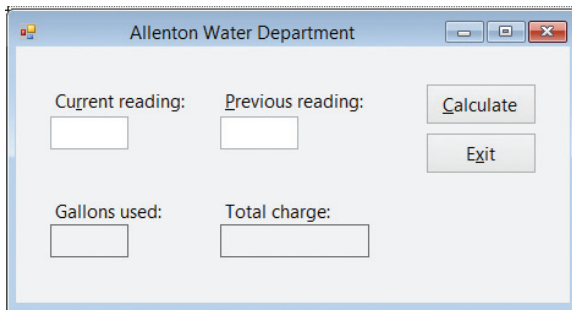 Allenton Water Department
Current reading:
Previous reading:
Calculate
Exit
Gallons used:
Total charge: